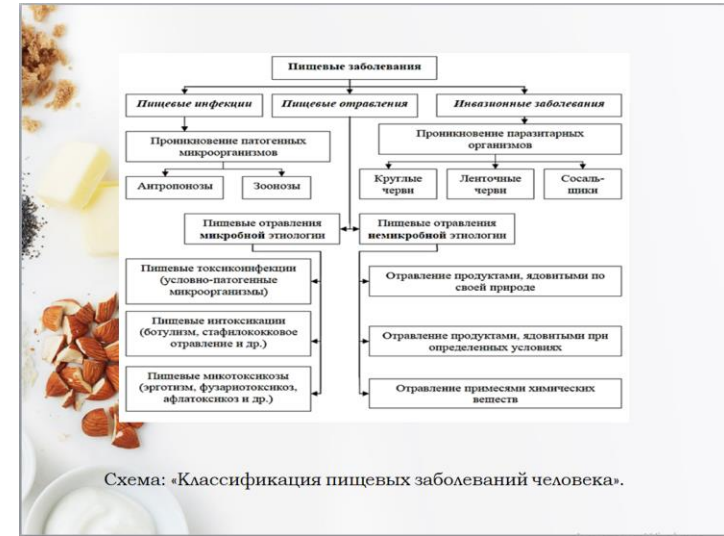 Пищевые заболевания
Пищевые инфекции
Пищевые отравления
Инвазионные заболевания
Проникновение патогенных
микроорганизмов
Проникновение паразитарных
организмов
Антропонозы
Зоонозы
Круглые
черви
Ленточные
черви
Сосаль-
щики
Пищевые отравления
микробной этнологии
Пищевые отравления
немикробной этнологии
Пищевые токсикоинфекции
(условно-патогенные
микроорганизмы)
Отравление продуктами, ядовитыми по
своей природе
Пищевые интоксикации
(ботулизм, стафилококковое
отравление и др.)
Отравление продуктами, ядовитыми при
определенных условиях
Пищевые микотоксикозы
(эрготизм, фузариотоксикоз,
афлатоксикоз и др.)
Отравление примесями химических
веществ
Схема: «Классификация пищевых заболеваний человека».